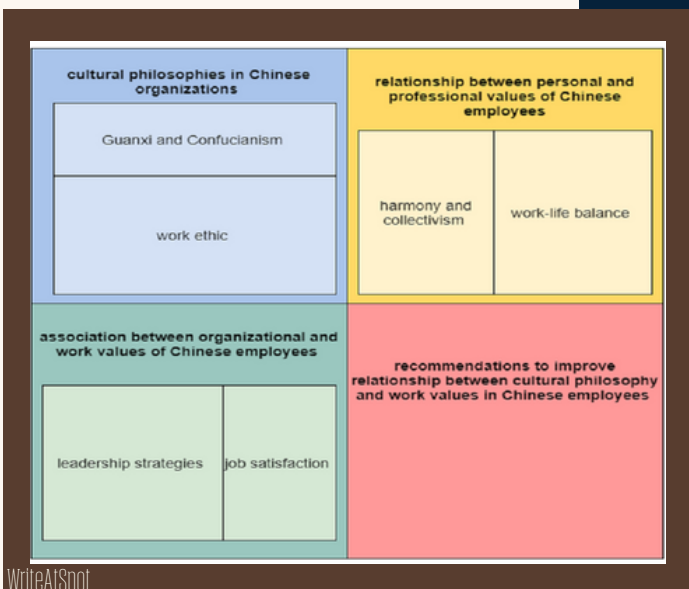 cultural philosophies in Chinese
organizations
Guanxi and Confucianism
work ethic
relationship between personal and
professional values of Chinese
employees
harmony and
collectivism
work-life balance
association between organizational and
work values of Chinese employees
leadership strategies
job satisfaction
recommendations to improve
relationship between cultural philosophy
and work values in Chinese employees
WriteAtSpot